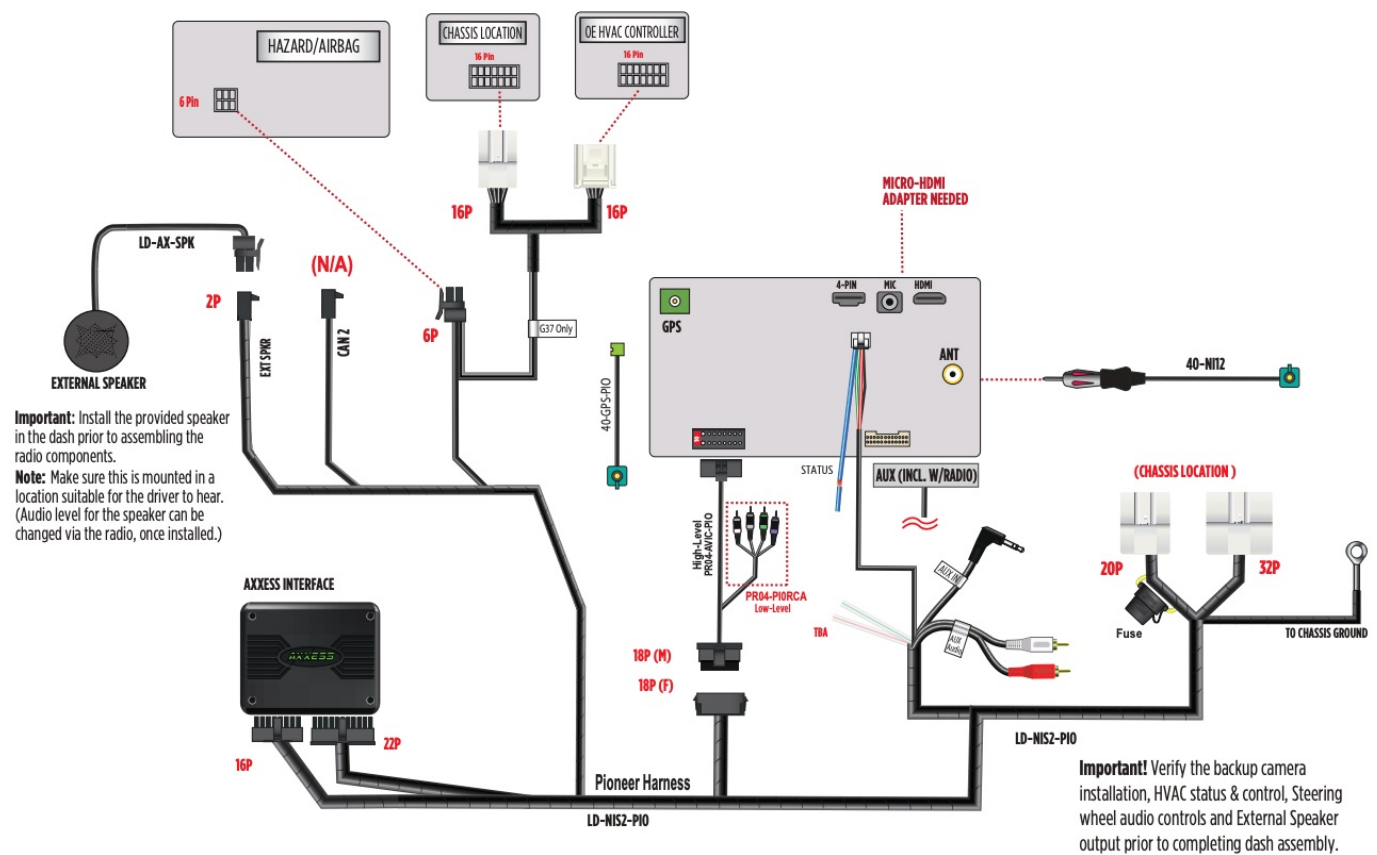 HAZARD/AIRBAG
6 Pin
CHASSIS LOCATION
16 Pin
OE HVAC CONTROLLER
16 Pin
16P
16P
MICRO-HDMI
ADAPTER NEEDED
LD-AX-SPK
(N/A)
2P
6P
EXT SPKR
CAN 2
G37 Only
EXTERNAL SPEAKER
GPS
4-PIN
MIC
HDMI
ANT
40-NI12
40-GPS-PIO
Important: Install the provided speaker
in the dash prior to assembling the
radio components.
Note: Make sure this is mounted in a
location suitable for the driver to hear.
(Audio level for the speaker can be
changed via the radio, once installed.)
STATUS
AUX (INCL. W/RADIO)
(CHASSIS LOCATION )
High-Level
PR04-AVIC-PIO
PR04-PI0RCA
Low-Level
AUX IN
AUX
Audio
TBA
20P
32P
Fuse
TO CHASSIS GROUND
AXXESS INTERFACE
AXXESS
18P (M)
18P (F)
16P
22P
Pioneer Harness
LD-NIS2-PIO
LD-NIS2-PIO
Important! Verify the backup camera
installation, HVAC status & control, Steering
wheel audio controls and External Speaker
output prior to completing dash assembly.